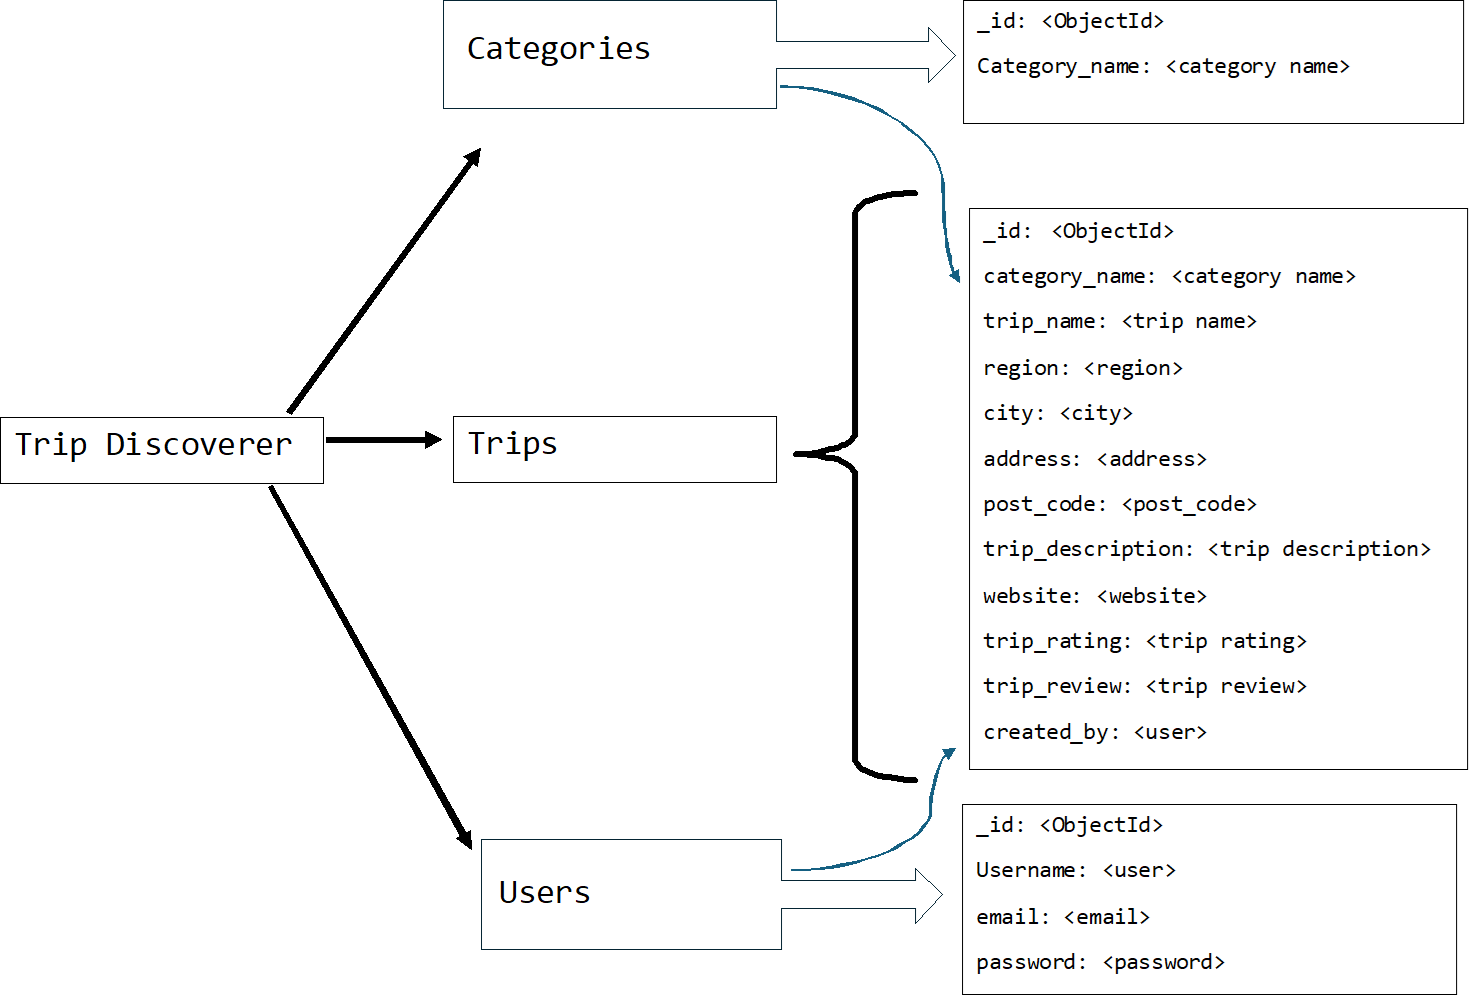 Categories
_id: <ObjectId>
Category_name: <category name>
Trip Discoverer
Trips
_id: <ObjectId>
category_name: <category name>
trip_name: <trip name>
region: <region>
city: <city>
address: <address>
post_code: <post_code>
trip_description: <trip description>
website: <website>
trip_rating: <trip rating>
trip_review: <trip review>
created_by: <user>
Users
_id: <ObjectId>
Username: <user>
email: <email>
password: <password>